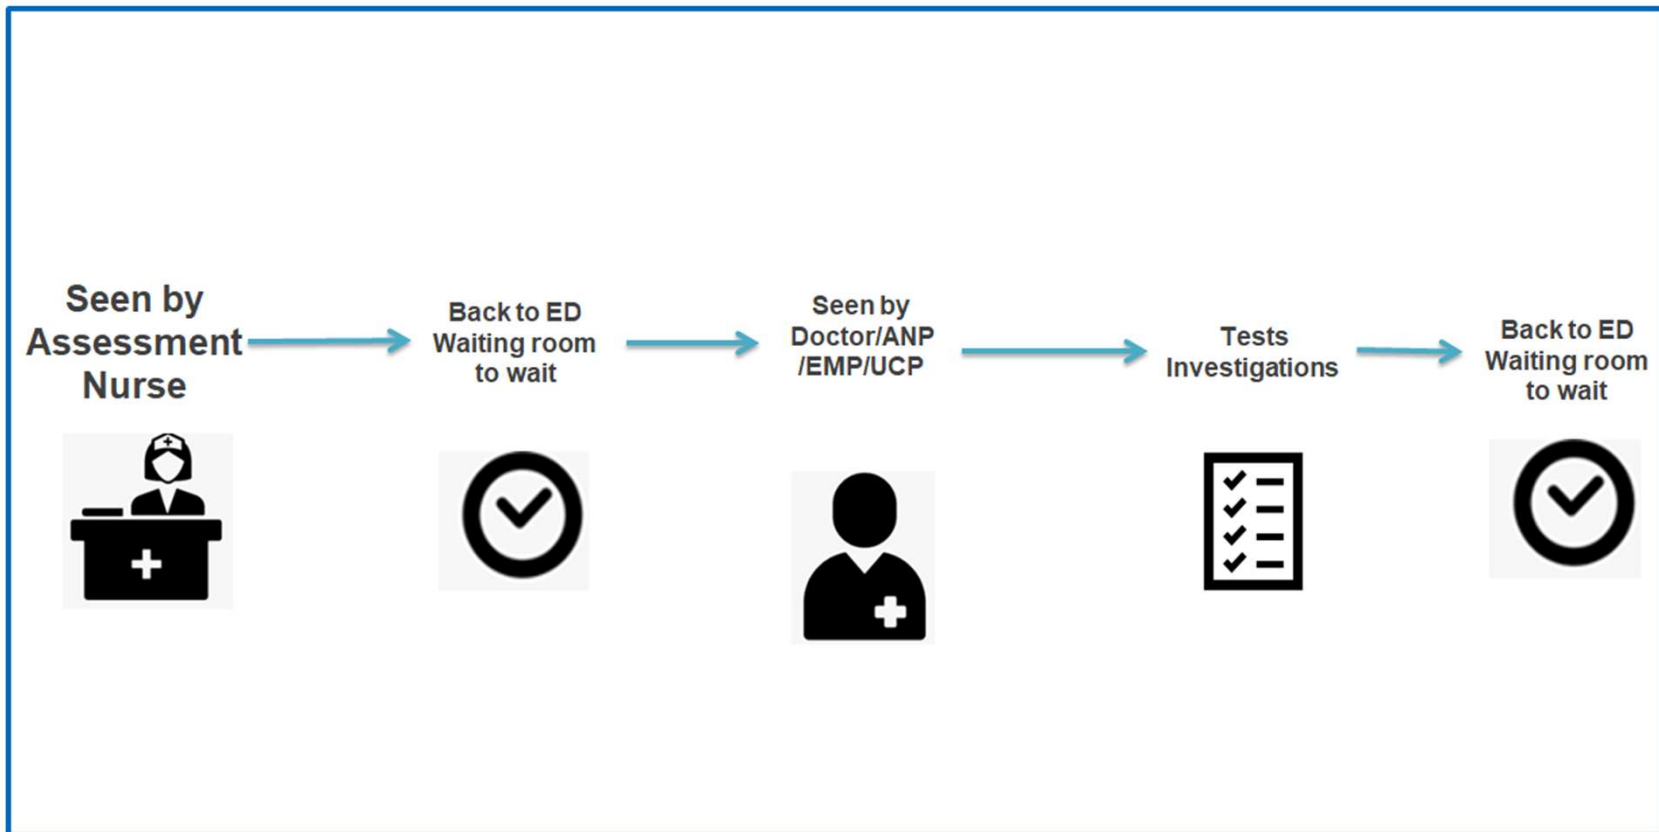 Seen by
Assessment
Nurse
Back to ED
Waiting room
to wait
Seen by
Doctor/ANP
/EMP/UCP
Tests
Investigations
Back to ED
Waiting room
to wait